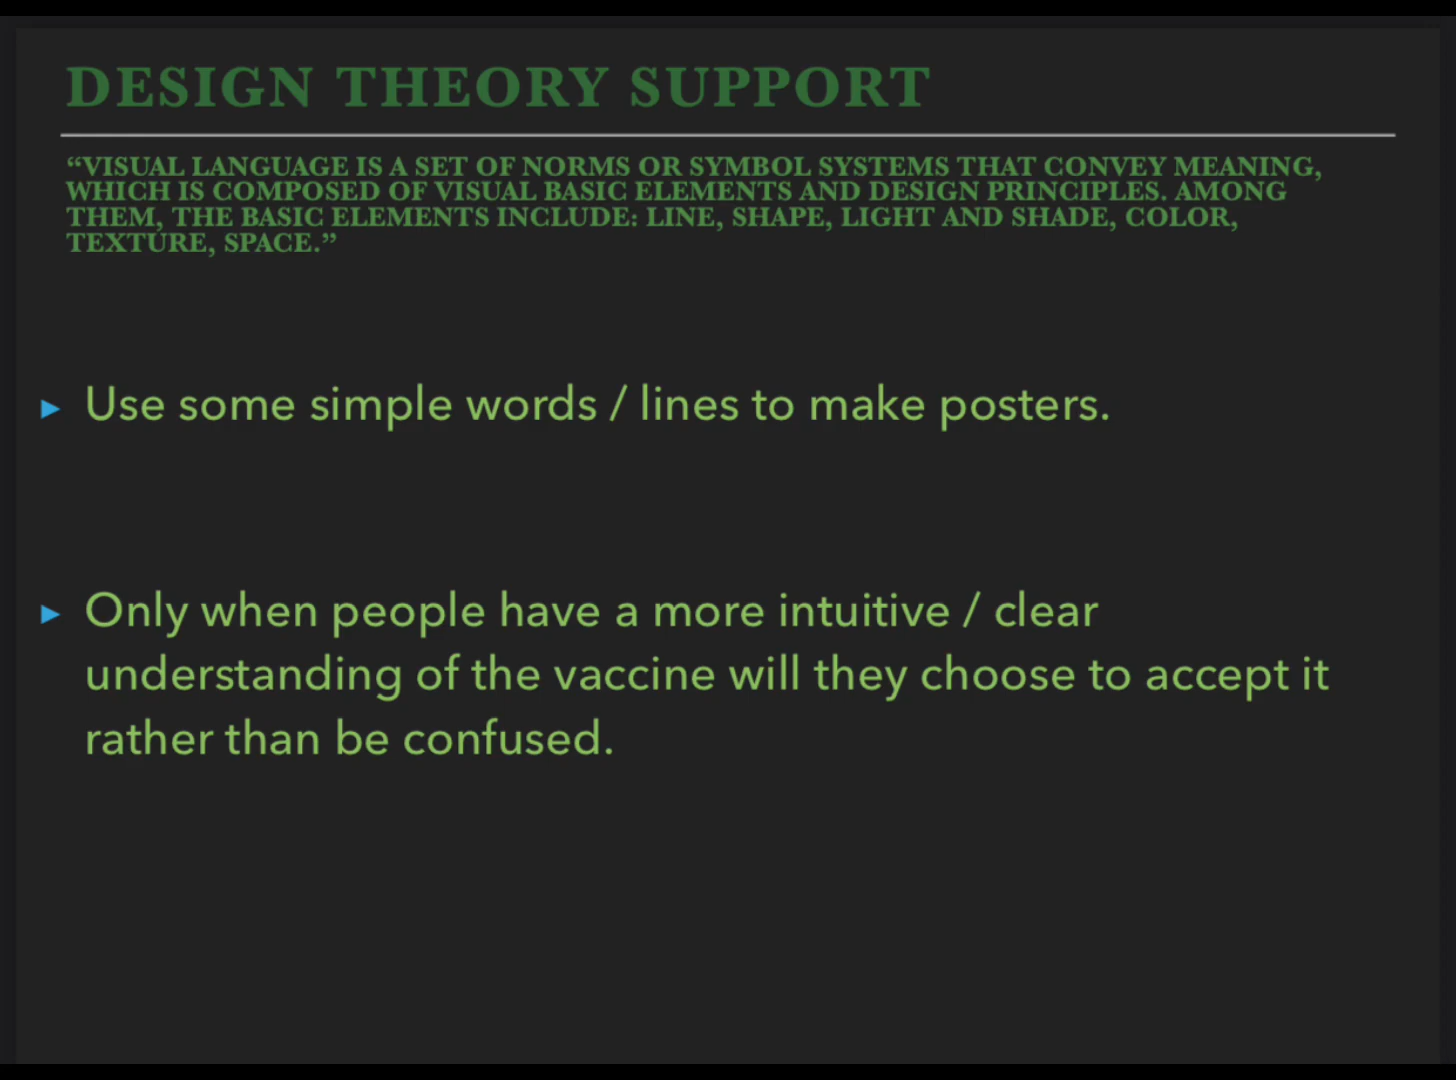 DESIGN THEORY SUPPORT
“VISUAL LANGUAGE IS A SET OF NORMS OR SYMBOL SYSTEMS THAT CONVEY MEANING,
WHICH IS COMPOSED OF VISUAL BASIC ELEMENTS AND DESIGN PRINCIPLES. AMONG
THEM, THE BASIC ELEMENTS INCLUDE: LINE, SHAPE, LIGHT AND SHADE, COLOR,
TEXTURE, SPACE.”
Use some simple words / lines to make posters.
Only when people have a more intuitive / clear
understanding of the vaccine will they choose to accept it
rather than be confused.